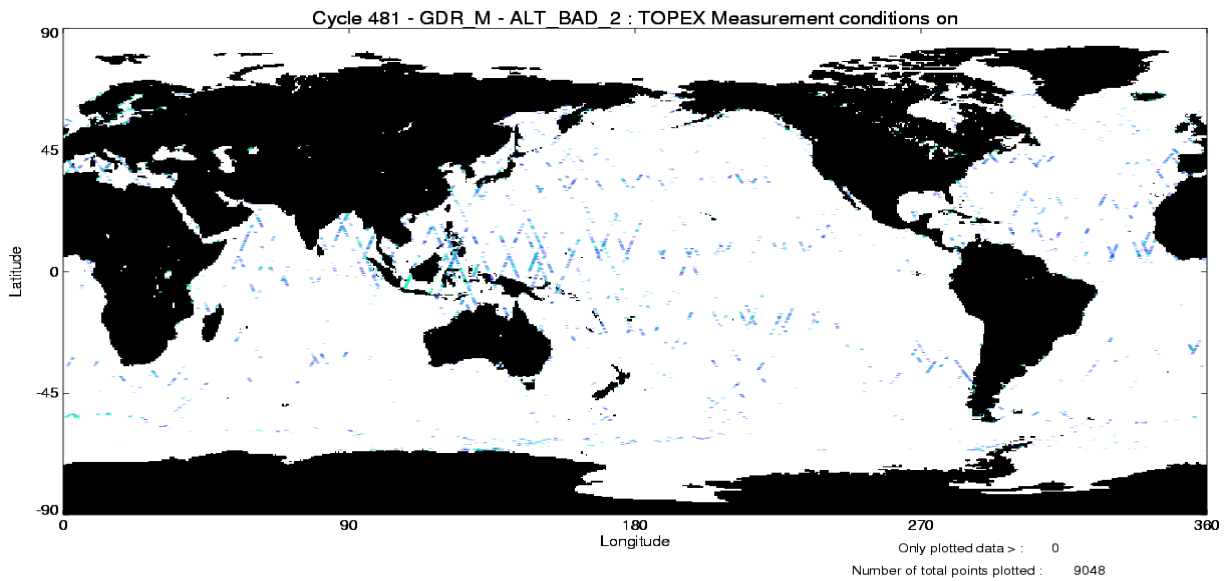 Cycle 481 - GDR_M - ALT_BAD_2 : TOPEX Measurement conditions on
90
45
0
-45
-90
Latitude
0 90 180 270 360
Longitude
Only plotted data > : 0
Number of total points plotted : 9048